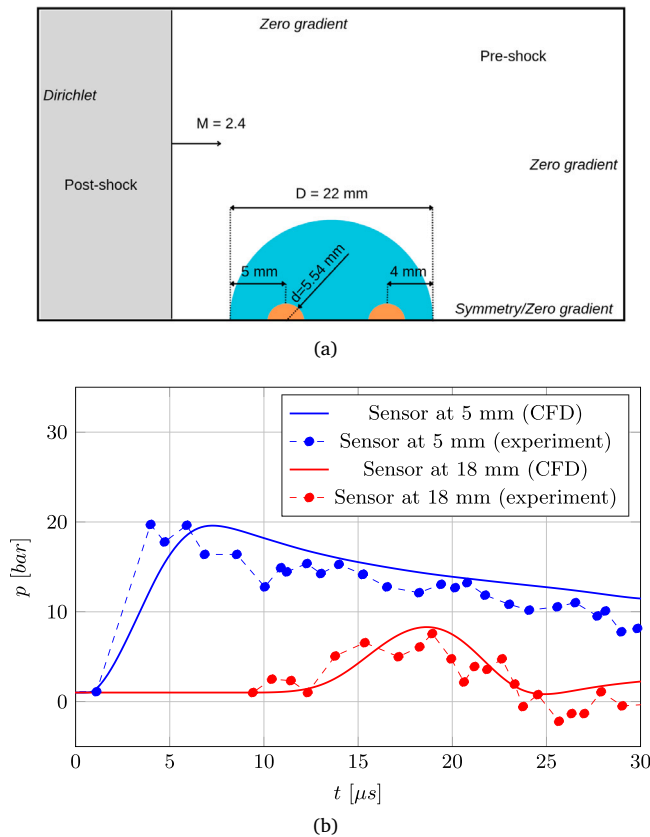 Zero gradient
Pre-shock
Dirichlet
M = 2.4
Zero gradient
Post-shock
D = 22 mm
5 mm
d=5.54 mm
4 mm
Symmetry/Zero gradient
(a)
Sensor at 5 mm (CFD)
Sensor at 5 mm (experiment)
Sensor at 18 mm (CFD)
Sensor at 18 mm (experiment)
30
20
10
0
p [bar]
0 5 10 15 20 25 30
t [μs]
(b)